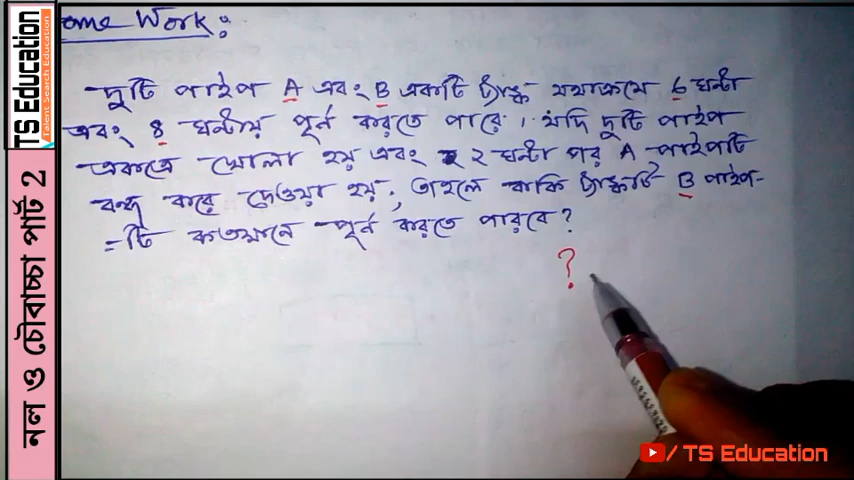 ome Work:
দুটি পাইপ A এবং B একটি ট্যাঙ্ক যথাক্রমে 6 ঘন্টা
এবং 8 ঘন্টায় পূর্ন করতে পারে। যদি দুটি পাইপ
একত্রে খোলা হয় এবং ২ ঘন্টা পর A পাইপটি
বন্ধ করে দেওয়া হয়, তাহলে বাকি ট্যাঙ্কটি B পাইপ-
=টি কতক্ষানে পূর্ন করতে পারবে?
?
TS Education
Talent Search Education
নল ও চৌবাচ্চা পার্ট 2
/ TS Education